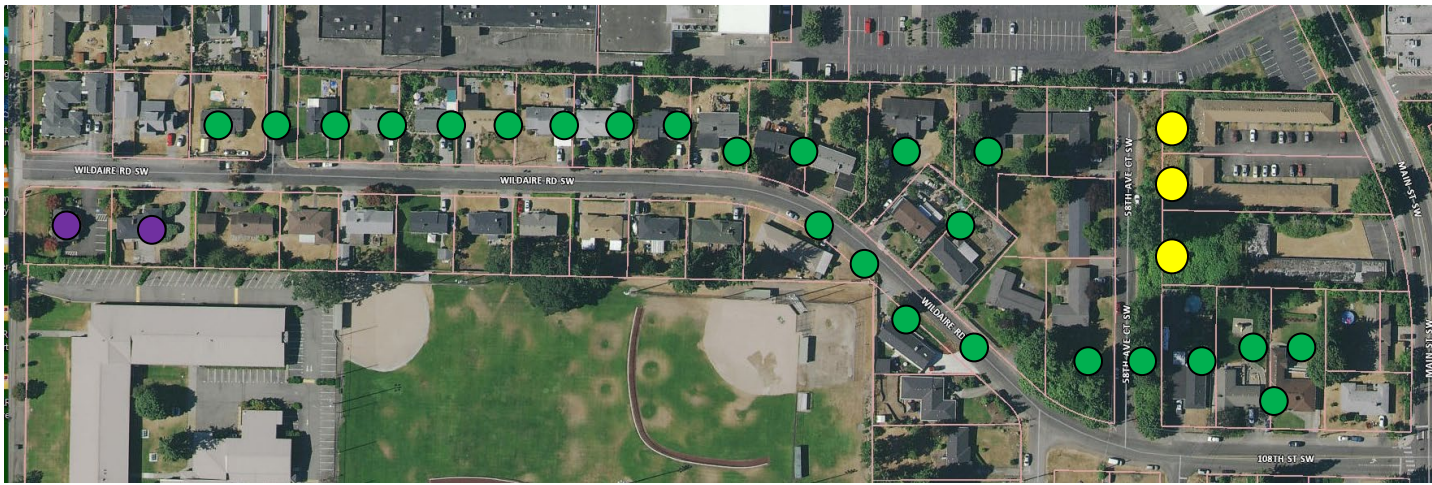 WILDAIRE RD SW
WILDAIRE RD SW
58TH AVE CT SW
MAIN ST SW
WILDAIRE RD
58TH AVE CT SW
MAIN ST SW
108TH ST SW